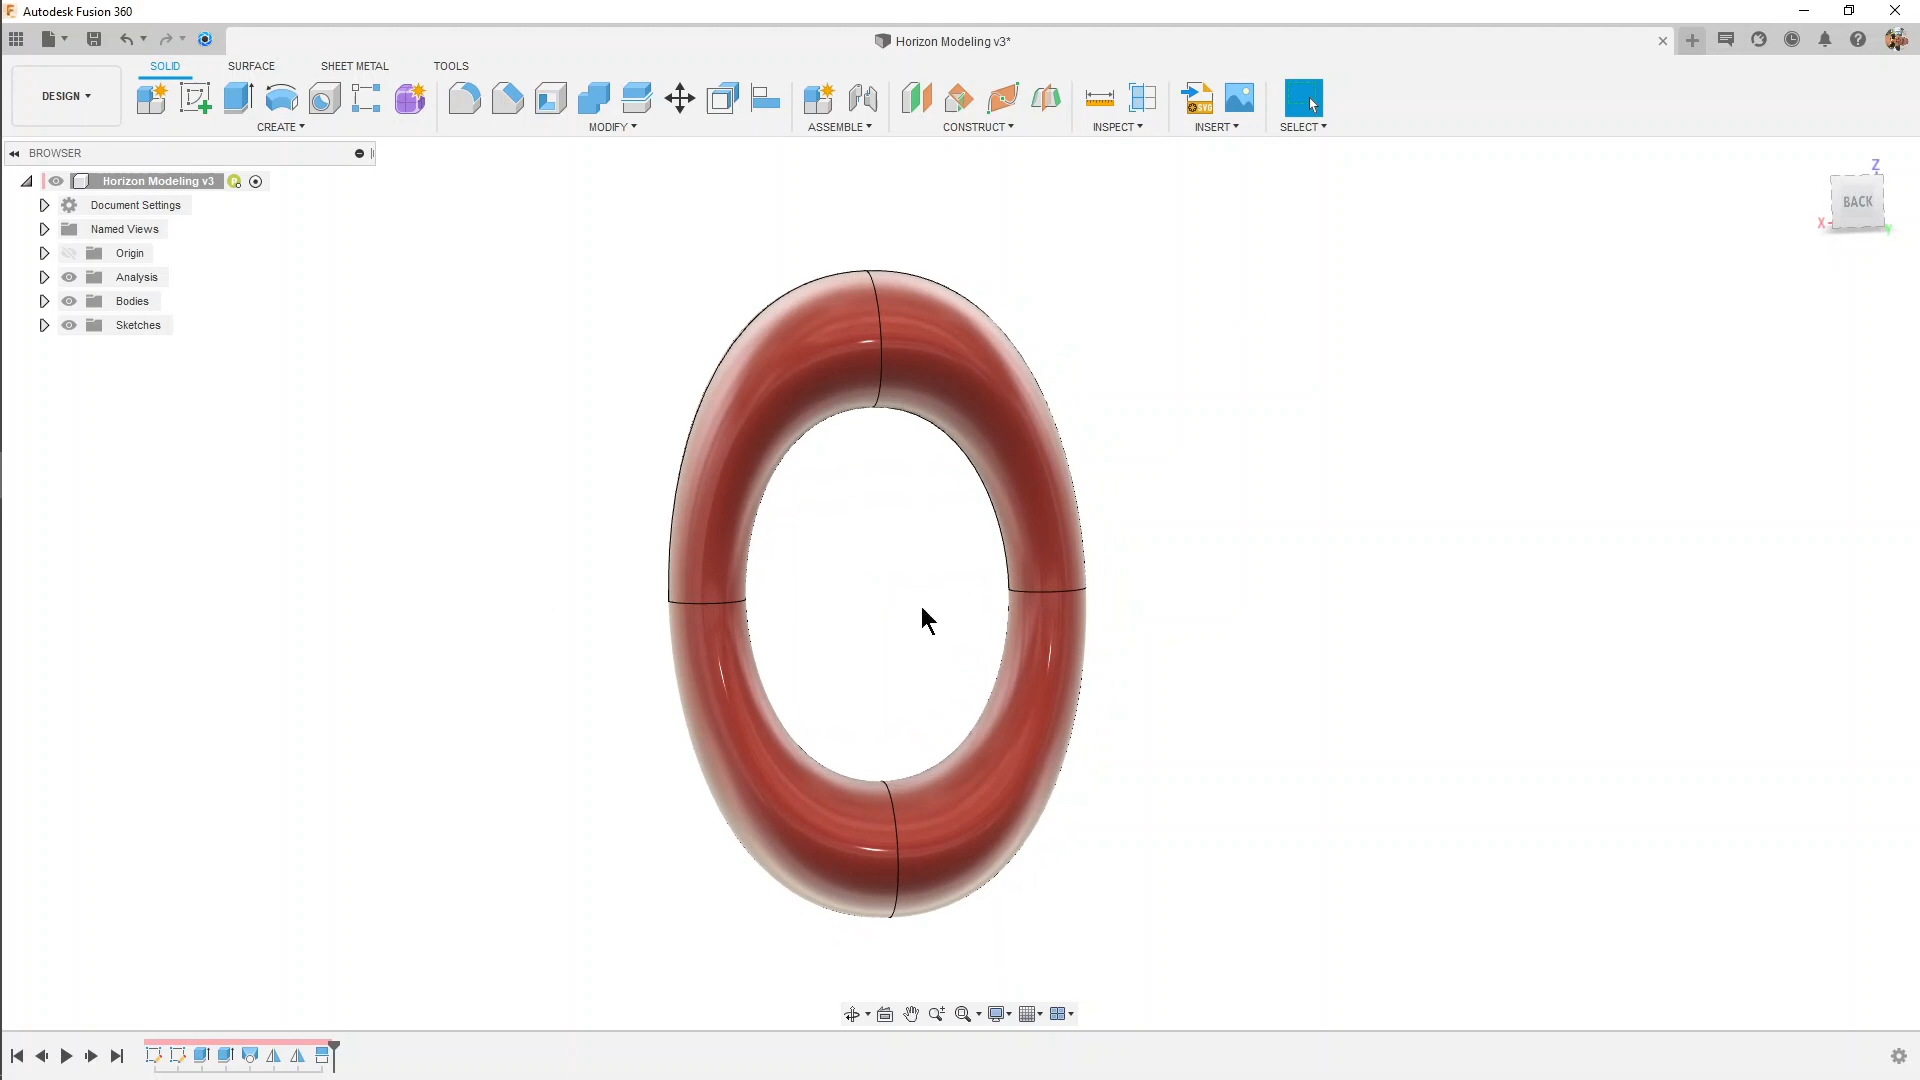 Autodesk Fusion 360
Horizon Modeling v3*
SOLID SURFACE SHEET METAL TOOLS
DESIGN
CREATE MODIFY ASSEMBLE CONSTRUCT INSPECT INSERT SELECT
BROWSER
Horizon Modeling v3
Document Settings
Named Views
Origin
Analysis
Bodies
Sketches
Z
BACK
X
Y